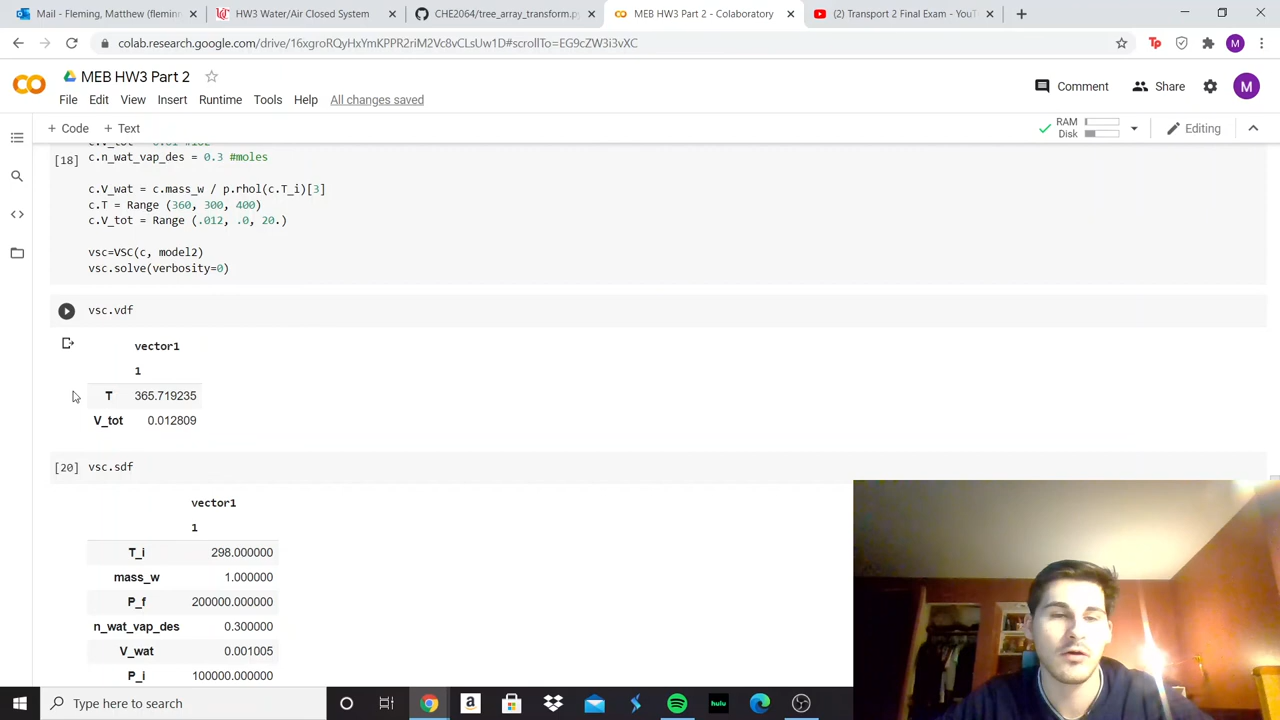 Mail - Fleming, Matthew (flemin
HW3 Water/Air Closed System
CHE2064/tree_array_transform.p
MEB HW3 Part 2 - Colaboratory
(2) Transport 2 Final Exam - You
colab.research.google.com/drive/16xgroRQyHxYmKPPR2riM2Vc8vCLsUw1D#scrollTo=EG9cZW3i3vXC
Tp
M
CO
MEB HW3 Part 2
File Edit View Insert Runtime Tools Help All changes saved
Comment
Share
M
+ Code + Text
RAM
Disk
Editing
[18]
c.n_wat_vap_des = 0.3 #moles
c.V_wat = c.mass_w / p.rhol(c.T_i)[3]
c.T = Range (360, 300, 400)
c.V_tot = Range (.012, .0, 20.)
vsc=VSC(c, model2)
vsc.solve(verbosity=0)
vsc.vdf
vector1
1
T 365.719235
V_tot 0.012809
[20] vsc.sdf
vector1
1
T_i 298.000000
mass_w 1.000000
P_f 200000.000000
n_wat_vap_des 0.300000
V_wat 0.001005
P_i 100000.000000
Type here to search
hulu